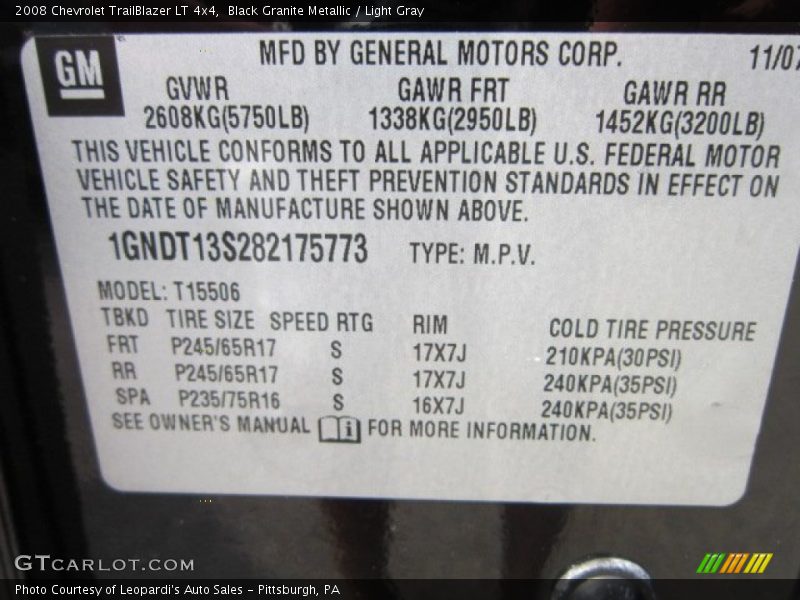 2008 Chevrolet TrailBlazer LT 4x4, Black Granite Metallic / Light Gray
GM
MFD BY GENERAL MOTORS CORP. 11/07
GVWR GAWR FRT GAWR RR
2608KG(5750LB) 1338KG(2950LB) 1452KG(3200LB)
THIS VEHICLE CONFORMS TO ALL APPLICABLE U.S. FEDERAL MOTOR
VEHICLE SAFETY AND THEFT PREVENTION STANDARDS IN EFFECT ON
THE DATE OF MANUFACTURE SHOWN ABOVE.
1GNDT13S282175773 TYPE: M.P.V.
MODEL: T15506
TBKD TIRE SIZE SPEED RTG RIM COLD TIRE PRESSURE
FRT P245/65R17 S 17X7J 210KPA(30PSI)
RR P245/65R17 S 17X7J 240KPA(35PSI)
SPA P235/75R16 S 16X7J 240KPA(35PSI)
SEE OWNER'S MANUAL i FOR MORE INFORMATION.
GTCARLOT.COM
Photo Courtesy of Leopardi's Auto Sales - Pittsburgh, PA